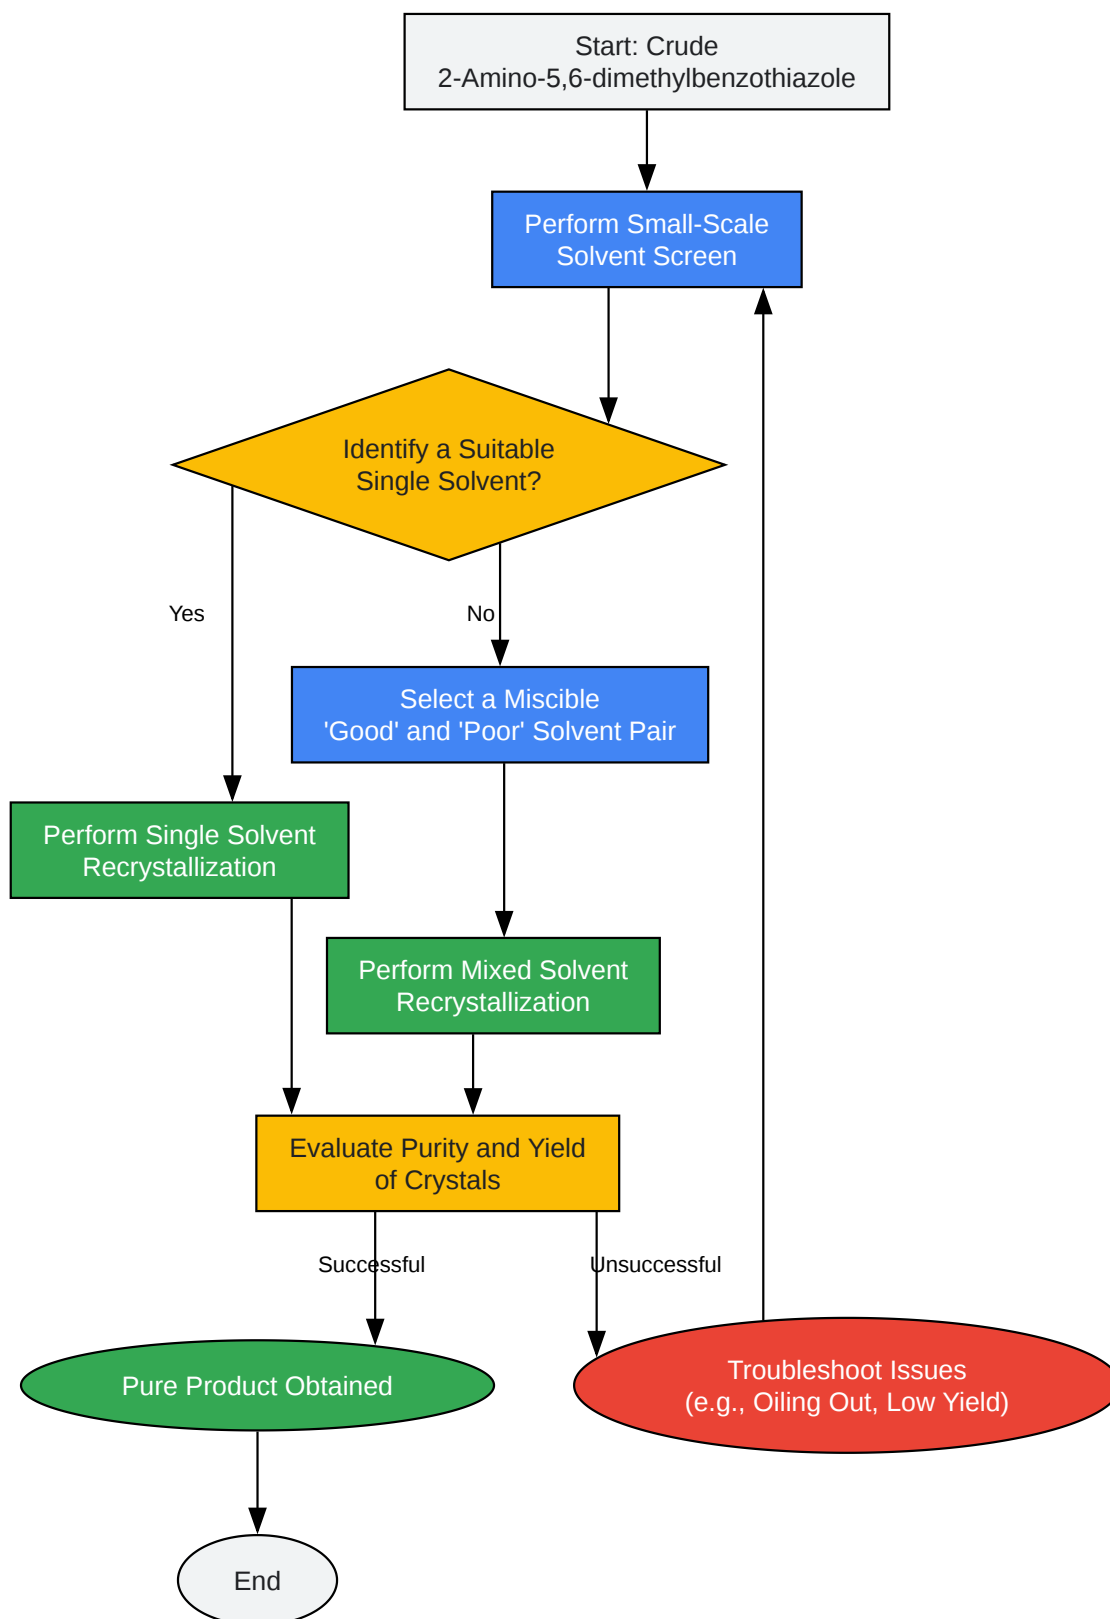 Start: Crude
2-Amino-5,6-dimethylbenzothiazole
Perform Small-Scale
Solvent Screen
Identify a Suitable
Single Solvent?
Yes
No
Select a Miscible
'Good' and 'Poor' Solvent Pair
Perform Single Solvent
Recrystallization
Perform Mixed Solvent
Recrystallization
Evaluate Purity and Yield
of Crystals
Successful
Unsuccessful
Pure Product Obtained
Troubleshoot Issues
(e.g., Oiling Out, Low Yield)
End